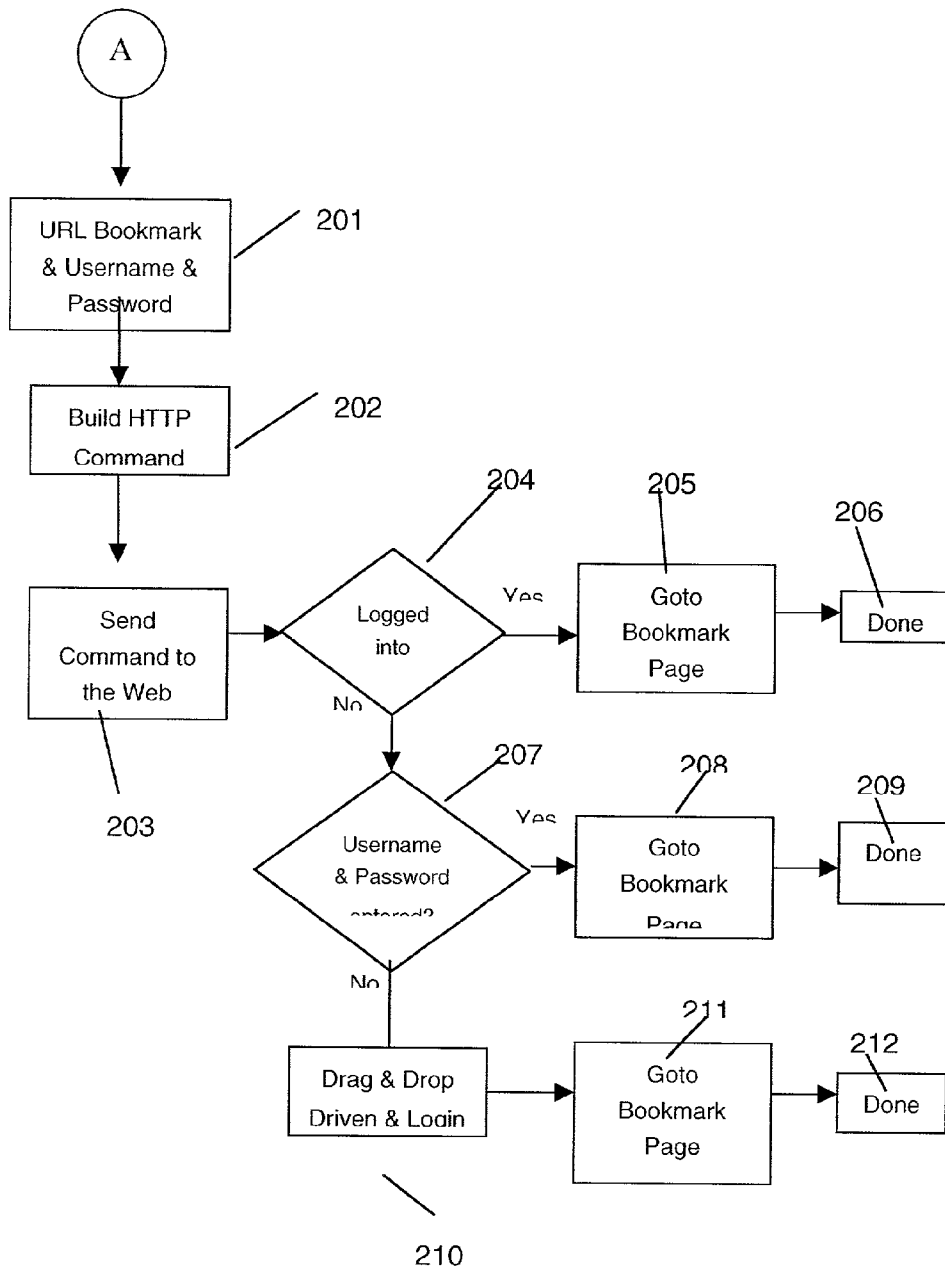 A
URL Bookmark
& Username &
Password
201
Build HTTP
Command
202
Send
Command to
the Web
203
204
Logged
into
Yes
No
205
Goto
Bookmark
Page
206
Done
207
Username
& Password
entered?
Yes
No
208
Goto
Bookmark
Page
209
Done
Drag & Drop
Driven & Login
210
211
Goto
Bookmark
Page
212
Done